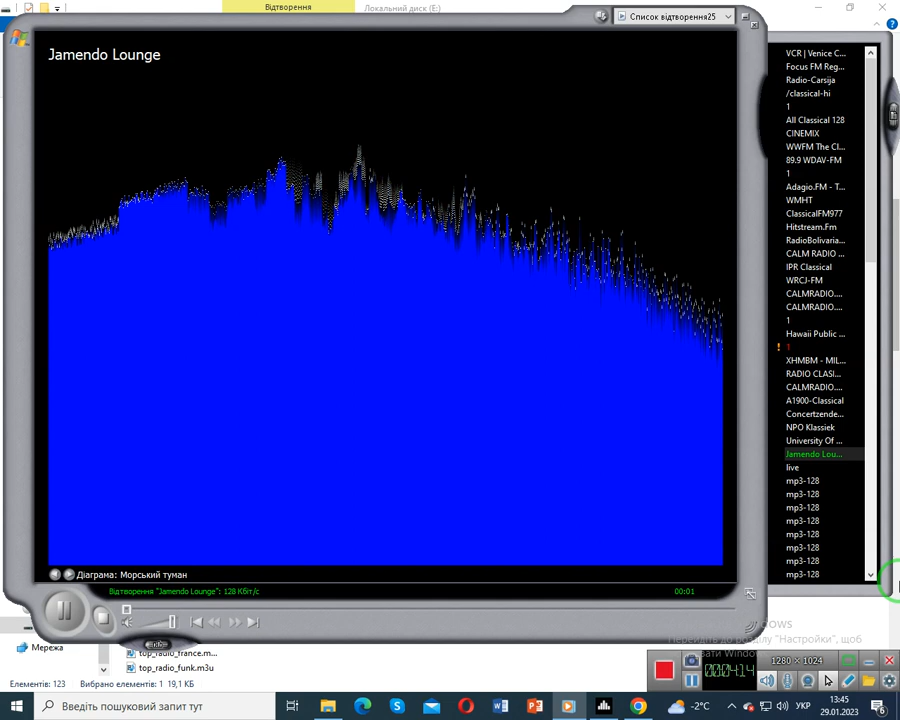 Відтворення
Локальний диск (E:)
Список відтворення25
Jamendo Lounge
VCR | Venice C...
Focus FM Reg...
Radio-Carsija
/classical-hi
1
All Classical 128
CINEMIX
WWFM The Cl...
89.9 WDAV-FM
1
Adagio.FM - T...
WMHT
ClassicalFM977
Hitstream.Fm
RadioBolivaria...
CALM RADIO ...
IPR Classical
WRCJ-FM
CALMRADIO....
CALMRADIO....
1
Hawaii Public ...
! 1
XHMBM - MIL...
RADIO CLASI...
CALMRADIO....
A1900-Classical
Concertzende...
NPO Klassiek
University Of ...
Jamendo Lou...
live
mp3-128
mp3-128
mp3-128
mp3-128
mp3-128
mp3-128
mp3-128
mp3-128
Діаграма: Морський туман
Відтворення "Jamendo Lounge": 128 Кбіт/с
00:01
Мережа
top_radio_france.m...
top_radio_funk.m3u
Перейдіть до розділу "Настройки", щоб
Елементів: 123
Вибрано елементів: 1 19,1 КБ
1280 × 1024
00:04:14
Введіть пошуковий запит тут
-2°C
УКР
13:45
29.01.2023
6